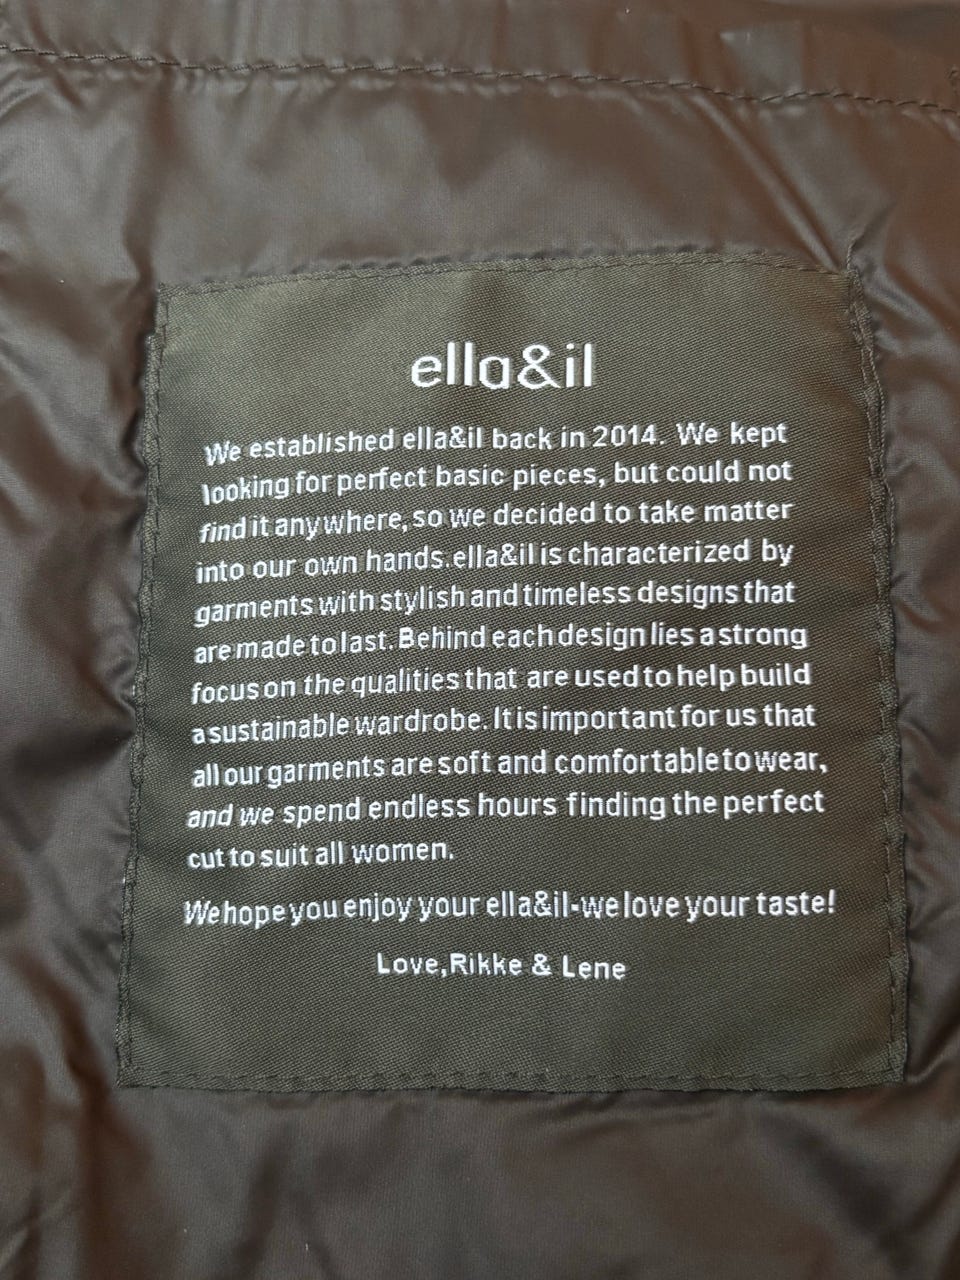 ella&il
We established ella&il back in 2014. We kept
looking for perfect basic pieces, but could not
find it anywhere, so we decided to take matter
into our own hands. ella&il is characterized by
garments with stylish and timeless designs that
are made to last. Behind each design lies a strong
focus on the qualities that are used to help build
a sustainable wardrobe. It is important for us that
all our garments are soft and comfortable to wear,
and we spend endless hours finding the perfect
cut to suit all women.
We hope you enjoy your ella&il-we love your taste!
Love, Rikke & Lene